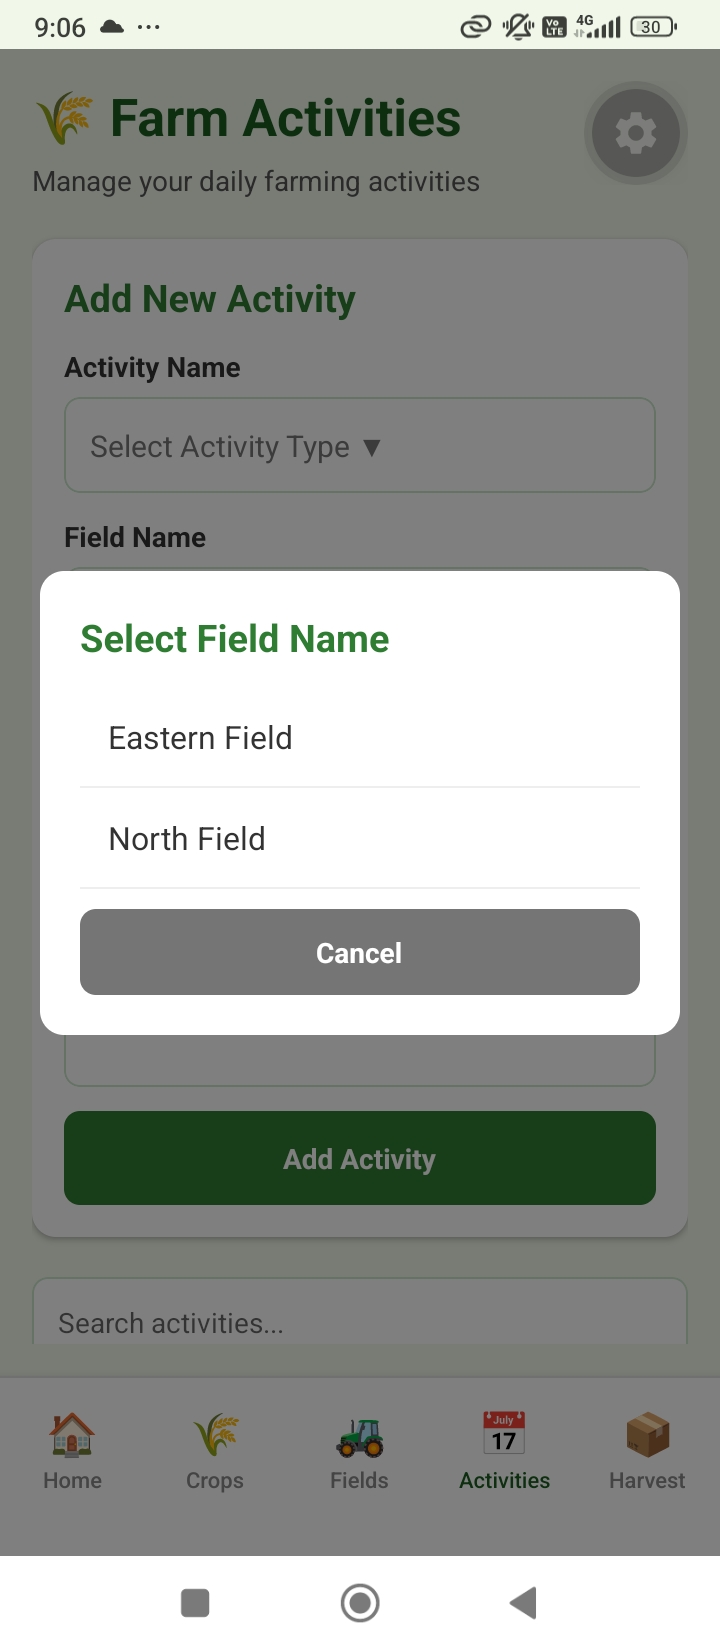 9:06
Vo LTE 4G 30
Farm Activities
Manage your daily farming activities
Add New Activity
Activity Name
Select Activity Type ▼
Field Name
Select Field Name
Eastern Field
North Field
Cancel
Add Activity
Search activities...
July
17
Home Crops Fields Activities Harvest